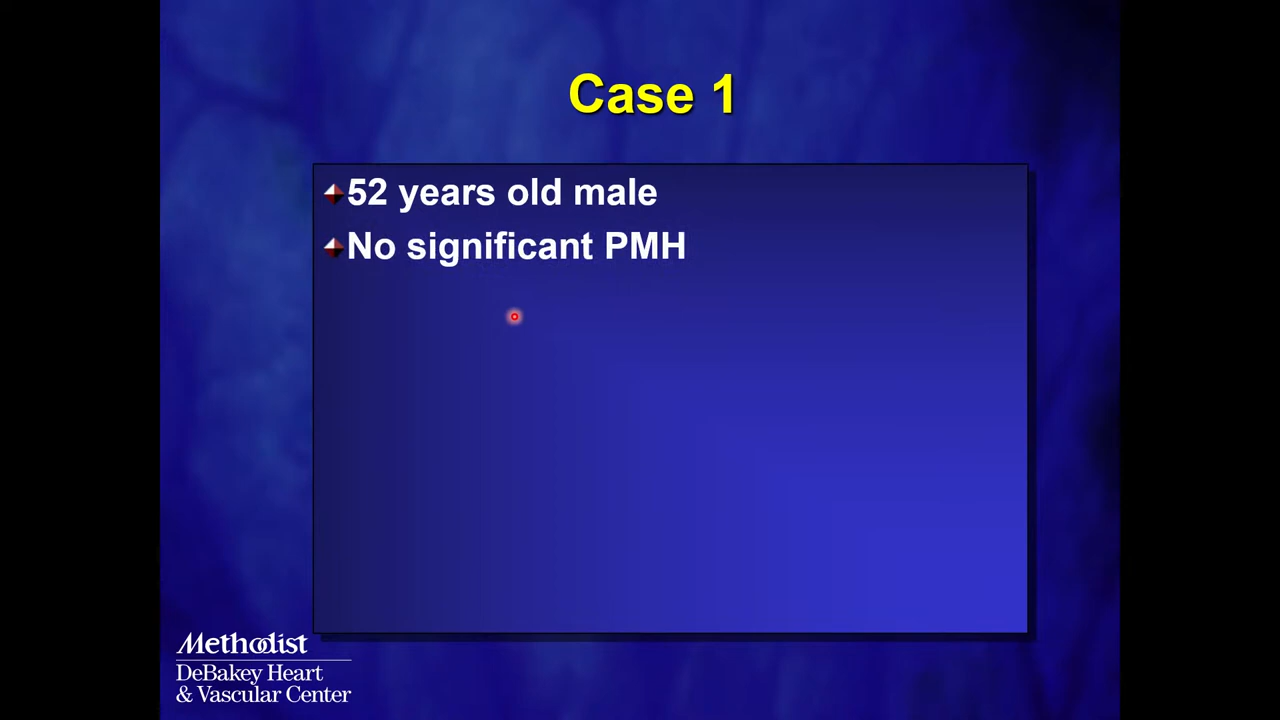 Case 1
52 years old male
No significant PMH
Methodist
DeBakey Heart
& Vascular Center